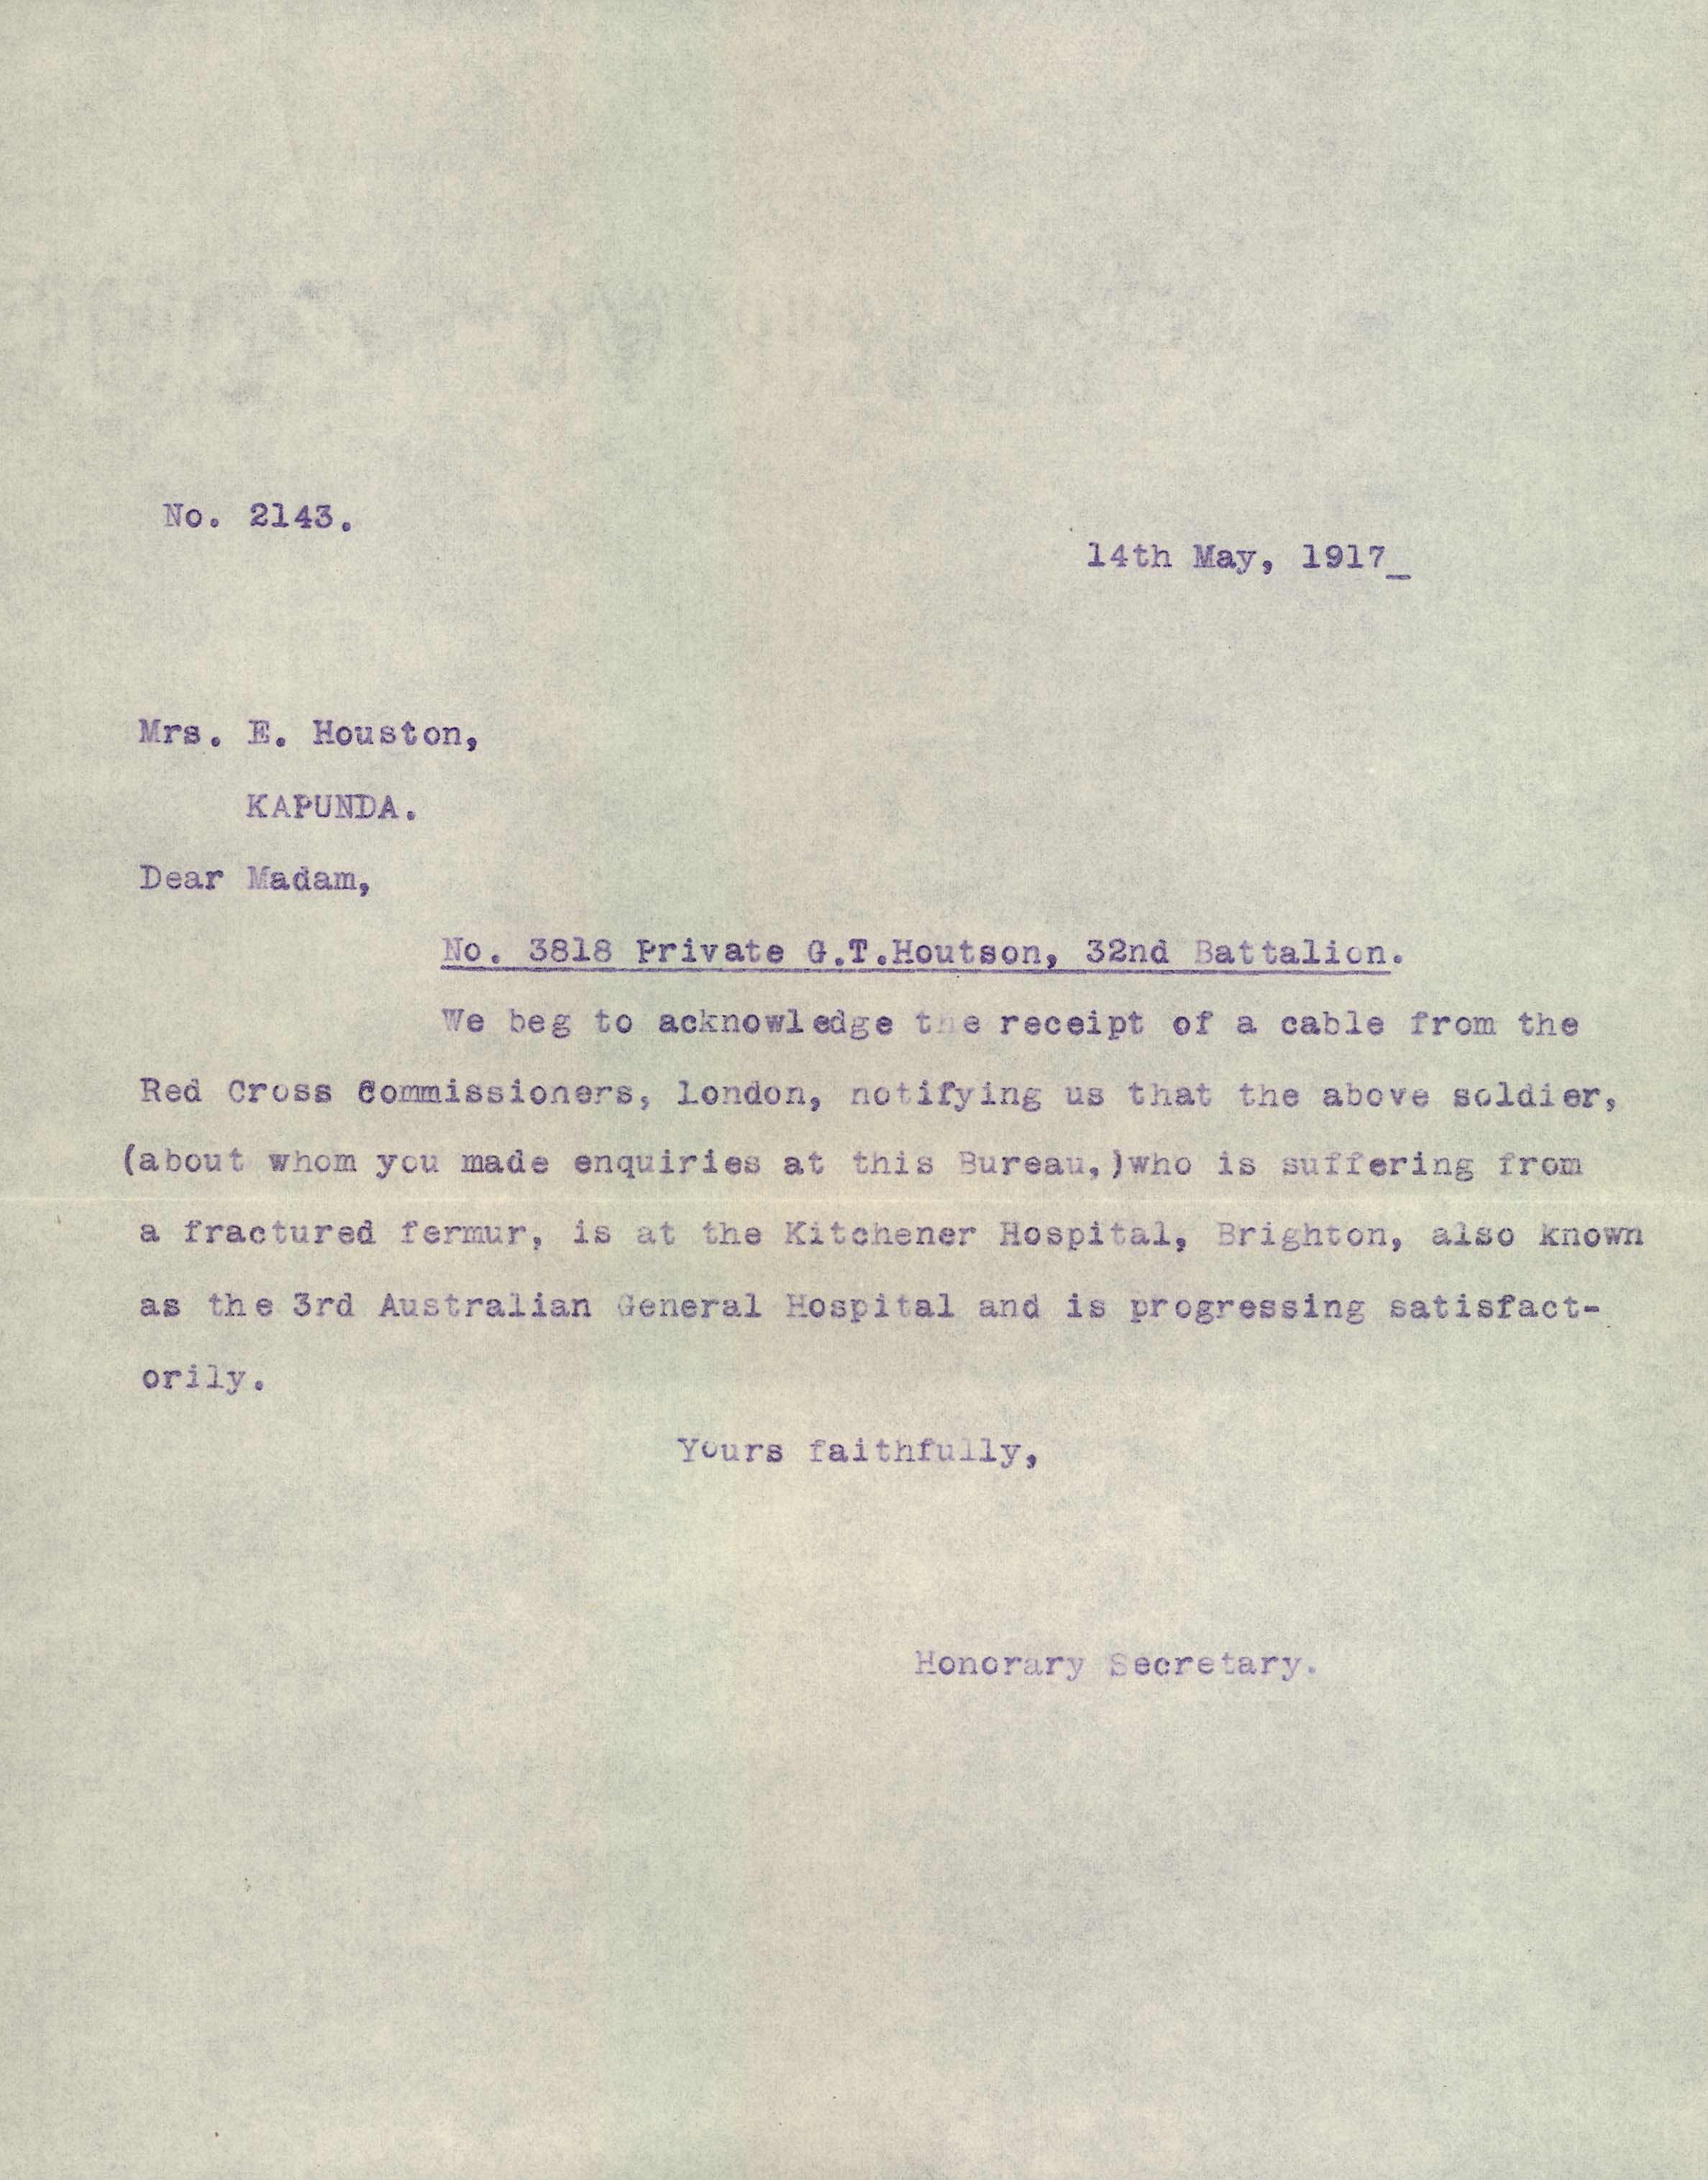 No. 2143.
14th May, 1917_
Mrs. E. Houston,
KAPUNDA.
Dear Madam,
No. 3818 Private G.T.Houtson, 32nd Battalion.
We beg to acknowledge the receipt of a cable from the
Red Cross Commissioners, London, notifying us that the above soldier,
(about whom you made enquiries at this Bureau,)who is suffering from
a fractured fermur, is at the Kitchener Hospital, Brighton, also known
as the 3rd Australian General Hospital and is progressing satisfact-
orily.
Yours faithfully,
Honorary Secretary.